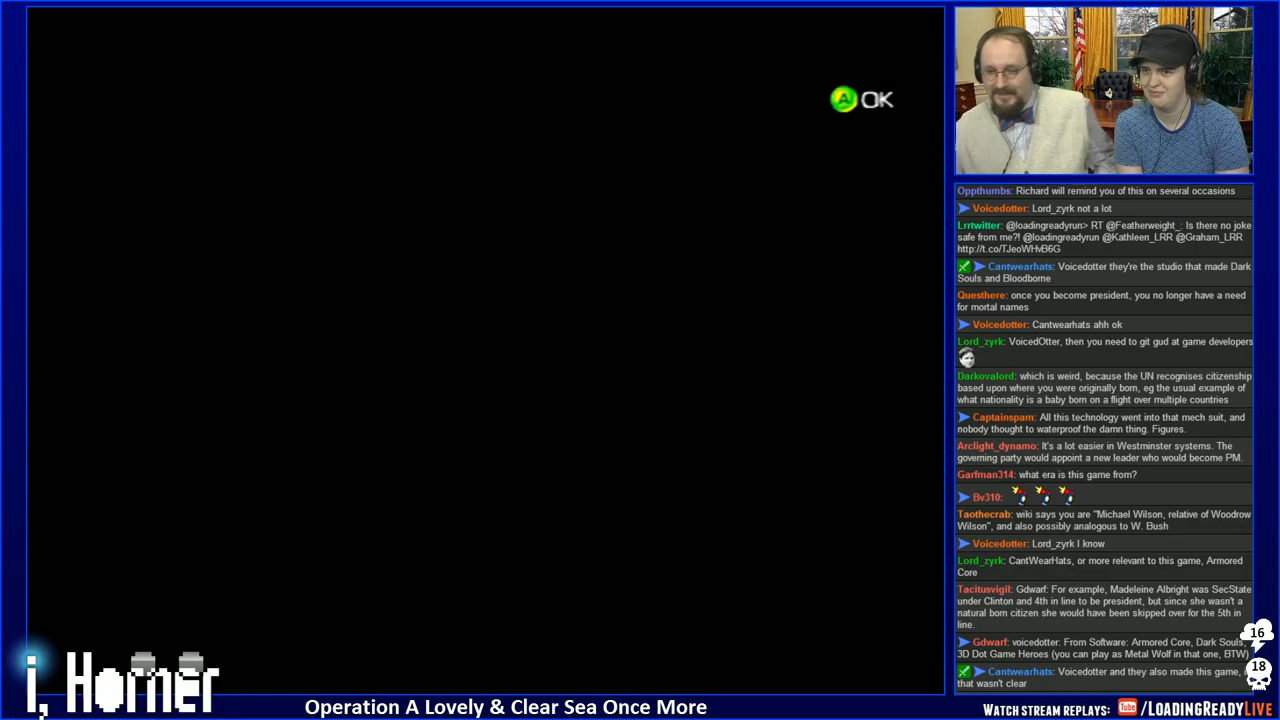 A OK
Oppthumbs: Richard will remind you of this on several occasions
Voicedotter: Lord_zyrk not a lot
Lrrtwitter: @loadingreadyrun> RT @Featherweight_: Is there no joke
safe from me?! @loadingreadyrun @Kathleen_LRR @Graham_LRR
http://t.co/TJeoWHvB6G
Cantwearhats: Voicedotter they're the studio that made Dark
Souls and Bloodborne
Questhere: once you become president, you no longer have a need
for mortal names
Voicedotter: Cantwearhats ahh ok
Lord_zyrk: VoicedOtter, then you need to git gud at game developers
Darkovalord: which is weird, because the UN recognises citizenship
based upon where you were originally born, eg the usual example of
what nationality is a baby born on a flight over multiple countries
Captainspam: All this technology went into that mech suit, and
nobody thought to waterproof the damn thing. Figures.
Arclight_dynamo: It's a lot easier in Westminster systems. The
governing party would appoint a new leader who would become PM.
Garfman314: what era is this game from?
Bv310:
Taothecrab: wiki says you are "Michael Wilson, relative of Woodrow
Wilson", and also possibly analogous to W. Bush
Voicedotter: Lord_zyrk I know
Lord_zyrk: CantWearHats, or more relevant to this game, Armored
Core
Tacitusvigil: Gdwarf: For example, Madeleine Albright was SecState
under Clinton and 4th in line to be president, but since she wasn't a
natural born citizen she would have been skipped over for the 5th in
line.
16
Gdwarf: voicedotter: From Software: Armored Core, Dark Souls,
3D Dot Game Heroes (you can play as Metal Wolf in that one, BTW)
18
Cantwearhats: Voicedotter and they also made this game,
that wasn't clear
i, Horner
Operation A Lovely & Clear Sea Once More
WATCH STREAM REPLAYS: YouTube /LOADINGREADYLIVE